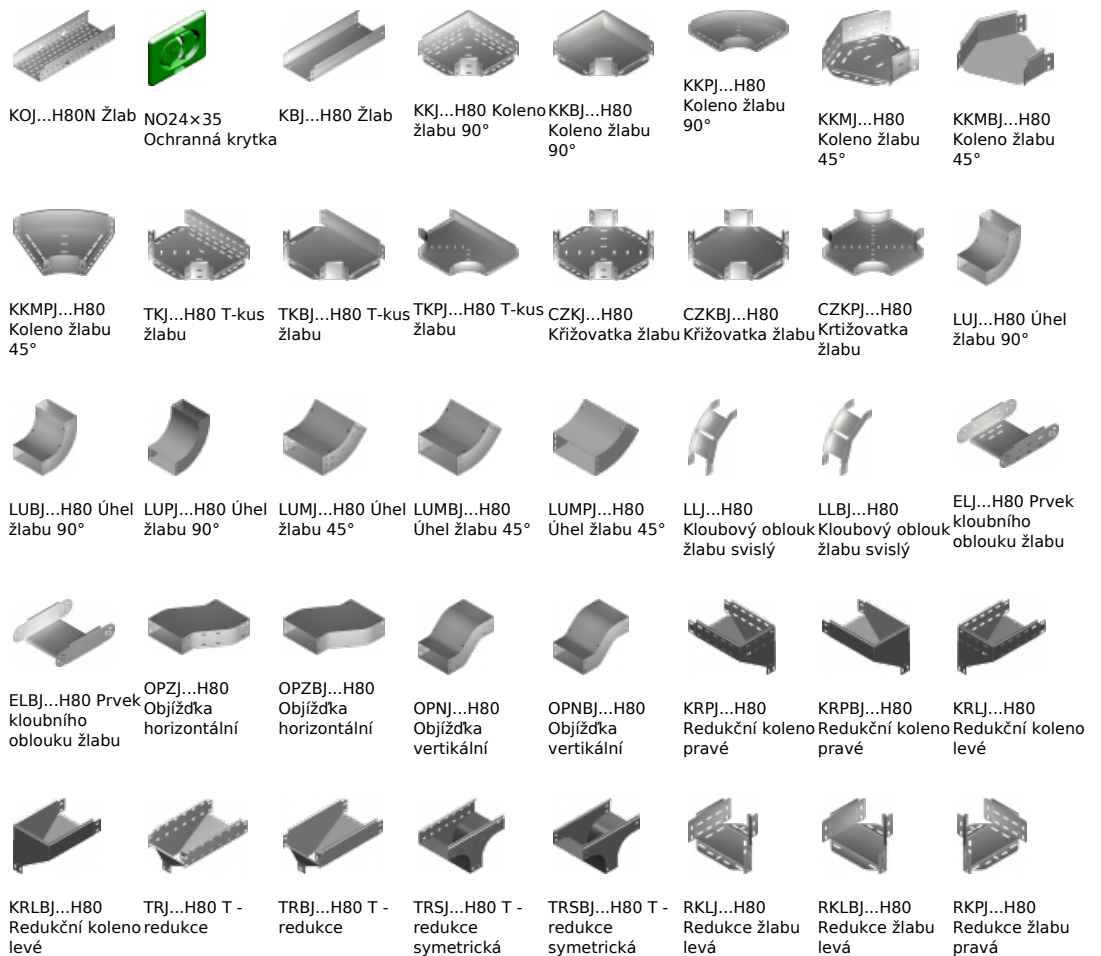 KOJ...H80N Žlab
NO24×35
Ochranná krytka
KBJ...H80 Žlab
KKJ...H80 Koleno
žlabu 90°
KKBJ...H80
Koleno žlabu
90°
KKPJ...H80
Koleno žlabu
90°
KKMJ...H80
Koleno žlabu
45°
KKMBJ...H80
Koleno žlabu
45°
KKMPJ...H80
Koleno žlabu
45°
TKJ...H80 T-kus
žlabu
TKBJ...H80 T-kus
žlabu
TKPJ...H80 T-kus
žlabu
CZKJ...H80
Křižovatka žlabu
CZKBJ...H80
Křižovatka žlabu
CZKPJ...H80
Krtižovatka
žlabu
LUJ...H80 Úhel
žlabu 90°
LUBJ...H80 Úhel
žlabu 90°
LUPJ...H80 Úhel
žlabu 90°
LUMJ...H80 Úhel
žlabu 45°
LUMBJ...H80
Úhel žlabu 45°
LUMPJ...H80
Úhel žlabu 45°
LLJ...H80
Kloubový oblouk
žlabu svislý
LLBJ...H80
Kloubový oblouk
žlabu svislý
ELJ...H80 Prvek
kloubního
oblouku žlabu
ELBJ...H80 Prvek
kloubního
oblouku žlabu
OPZJ...H80
Objížďka
horizontální
OPZBJ...H80
Objížďka
horizontální
OPNJ...H80
Objížďka
vertikální
OPNBJ...H80
Objížďka
vertikální
KRPJ...H80
Redukční koleno
pravé
KRPBJ...H80
Redukční koleno
pravé
KRLJ...H80
Redukční koleno
levé
KRLBJ...H80
Redukční koleno
levé
TRJ...H80 T -
redukce
TRBJ...H80 T -
redukce
TRSJ...H80 T -
redukce
symetrická
TRSBJ...H80 T -
redukce
symetrická
RKLJ...H80
Redukce žlabu
levá
RKLBJ...H80
Redukce žlabu
levá
RKPJ...H80
Redukce žlabu
pravá